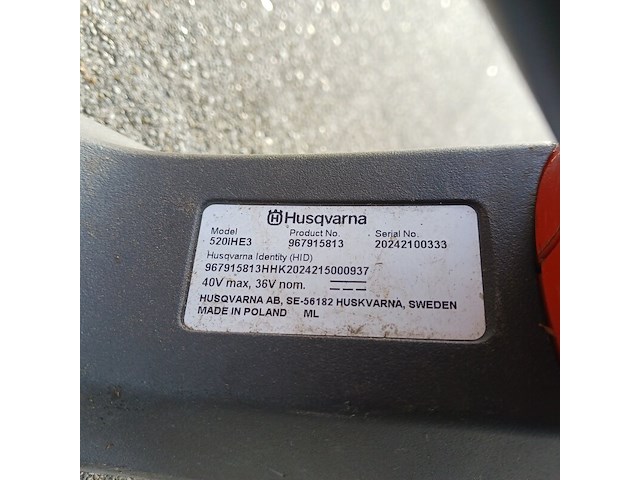 Husqvarna
Model Product No. Serial No.
520iHE3 967915813 20242100333
Husqvarna Identity (HID)
967915813HHK2024215000937
40V max, 36V nom.
HUSQVARNA AB, SE-56182 HUSKVARNA, SWEDEN
MADE IN POLAND ML